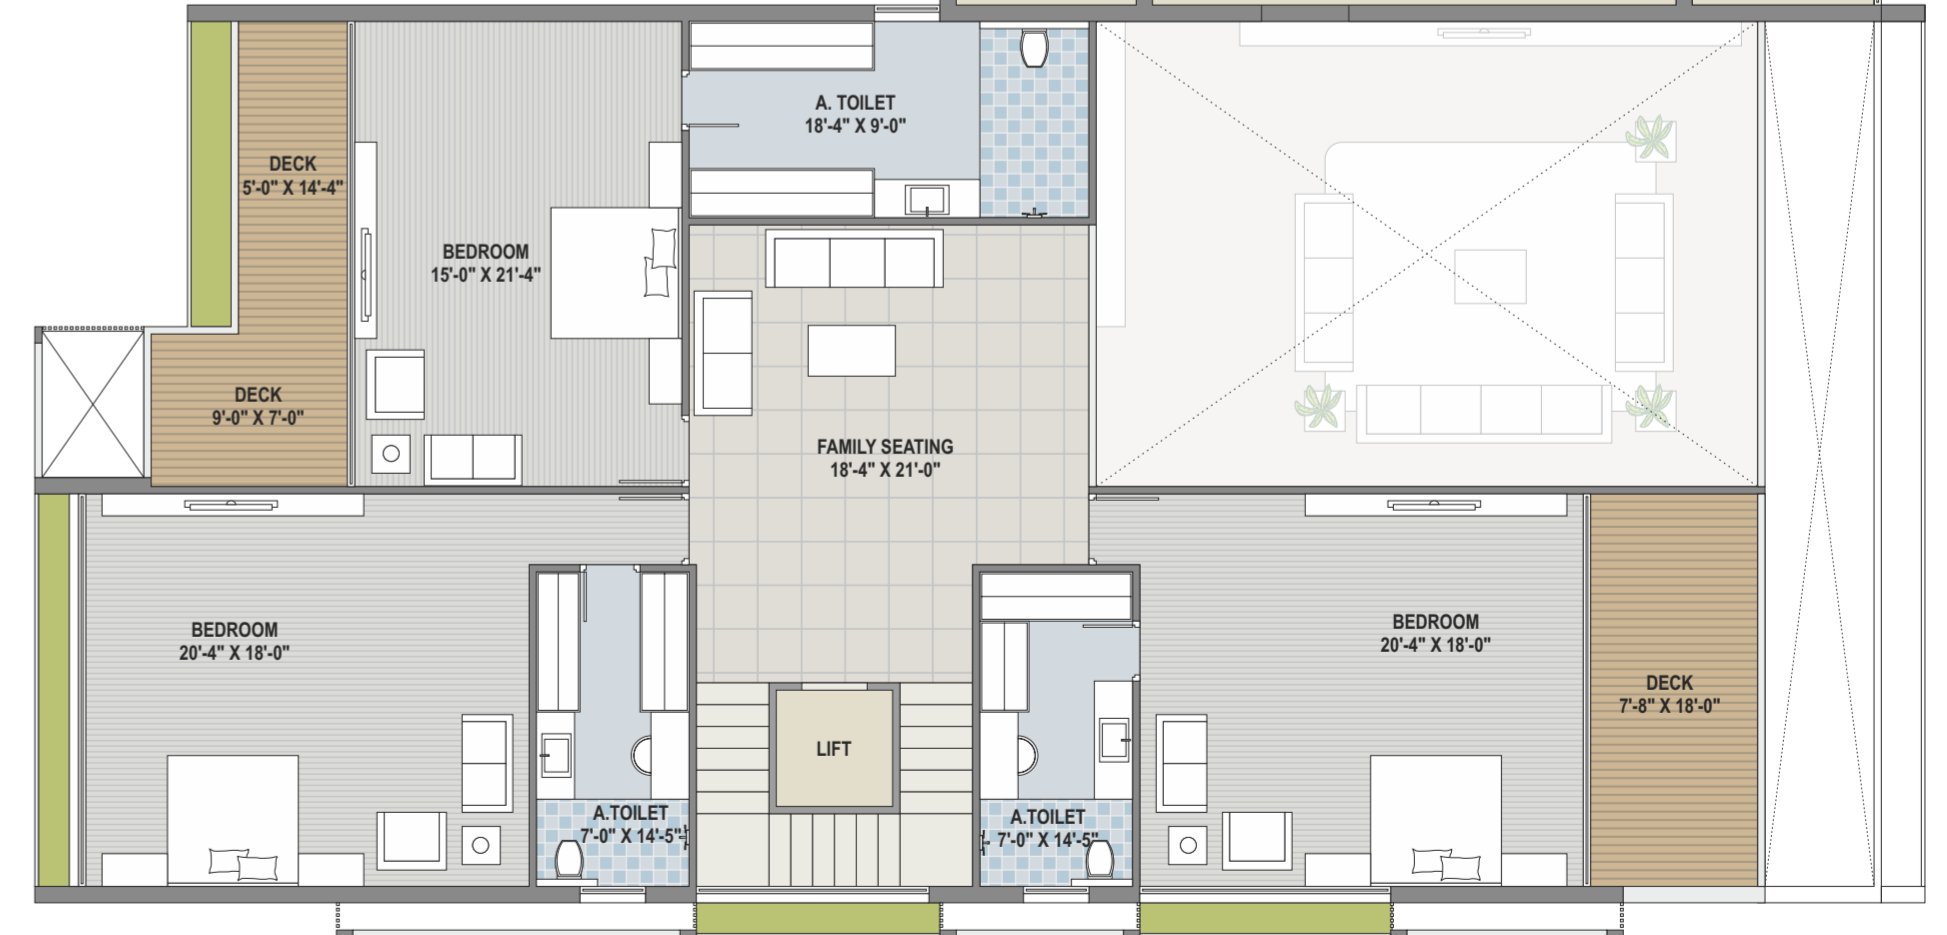 A. TOILET
18'-4" X 9'-0"
DECK
5'-0" X 14'-4"
BEDROOM
15'-0" X 21'-4"
DECK
9'-0" X 7'-0"
FAMILY SEATING
18'-4" X 21'-0"
BEDROOM
20'-4" X 18'-0"
BEDROOM
20'-4" X 18'-0"
DECK
7'-8" X 18'-0"
LIFT
A.TOILET
7'-0" X 14'-5"
A.TOILET
7'-0" X 14'-5"